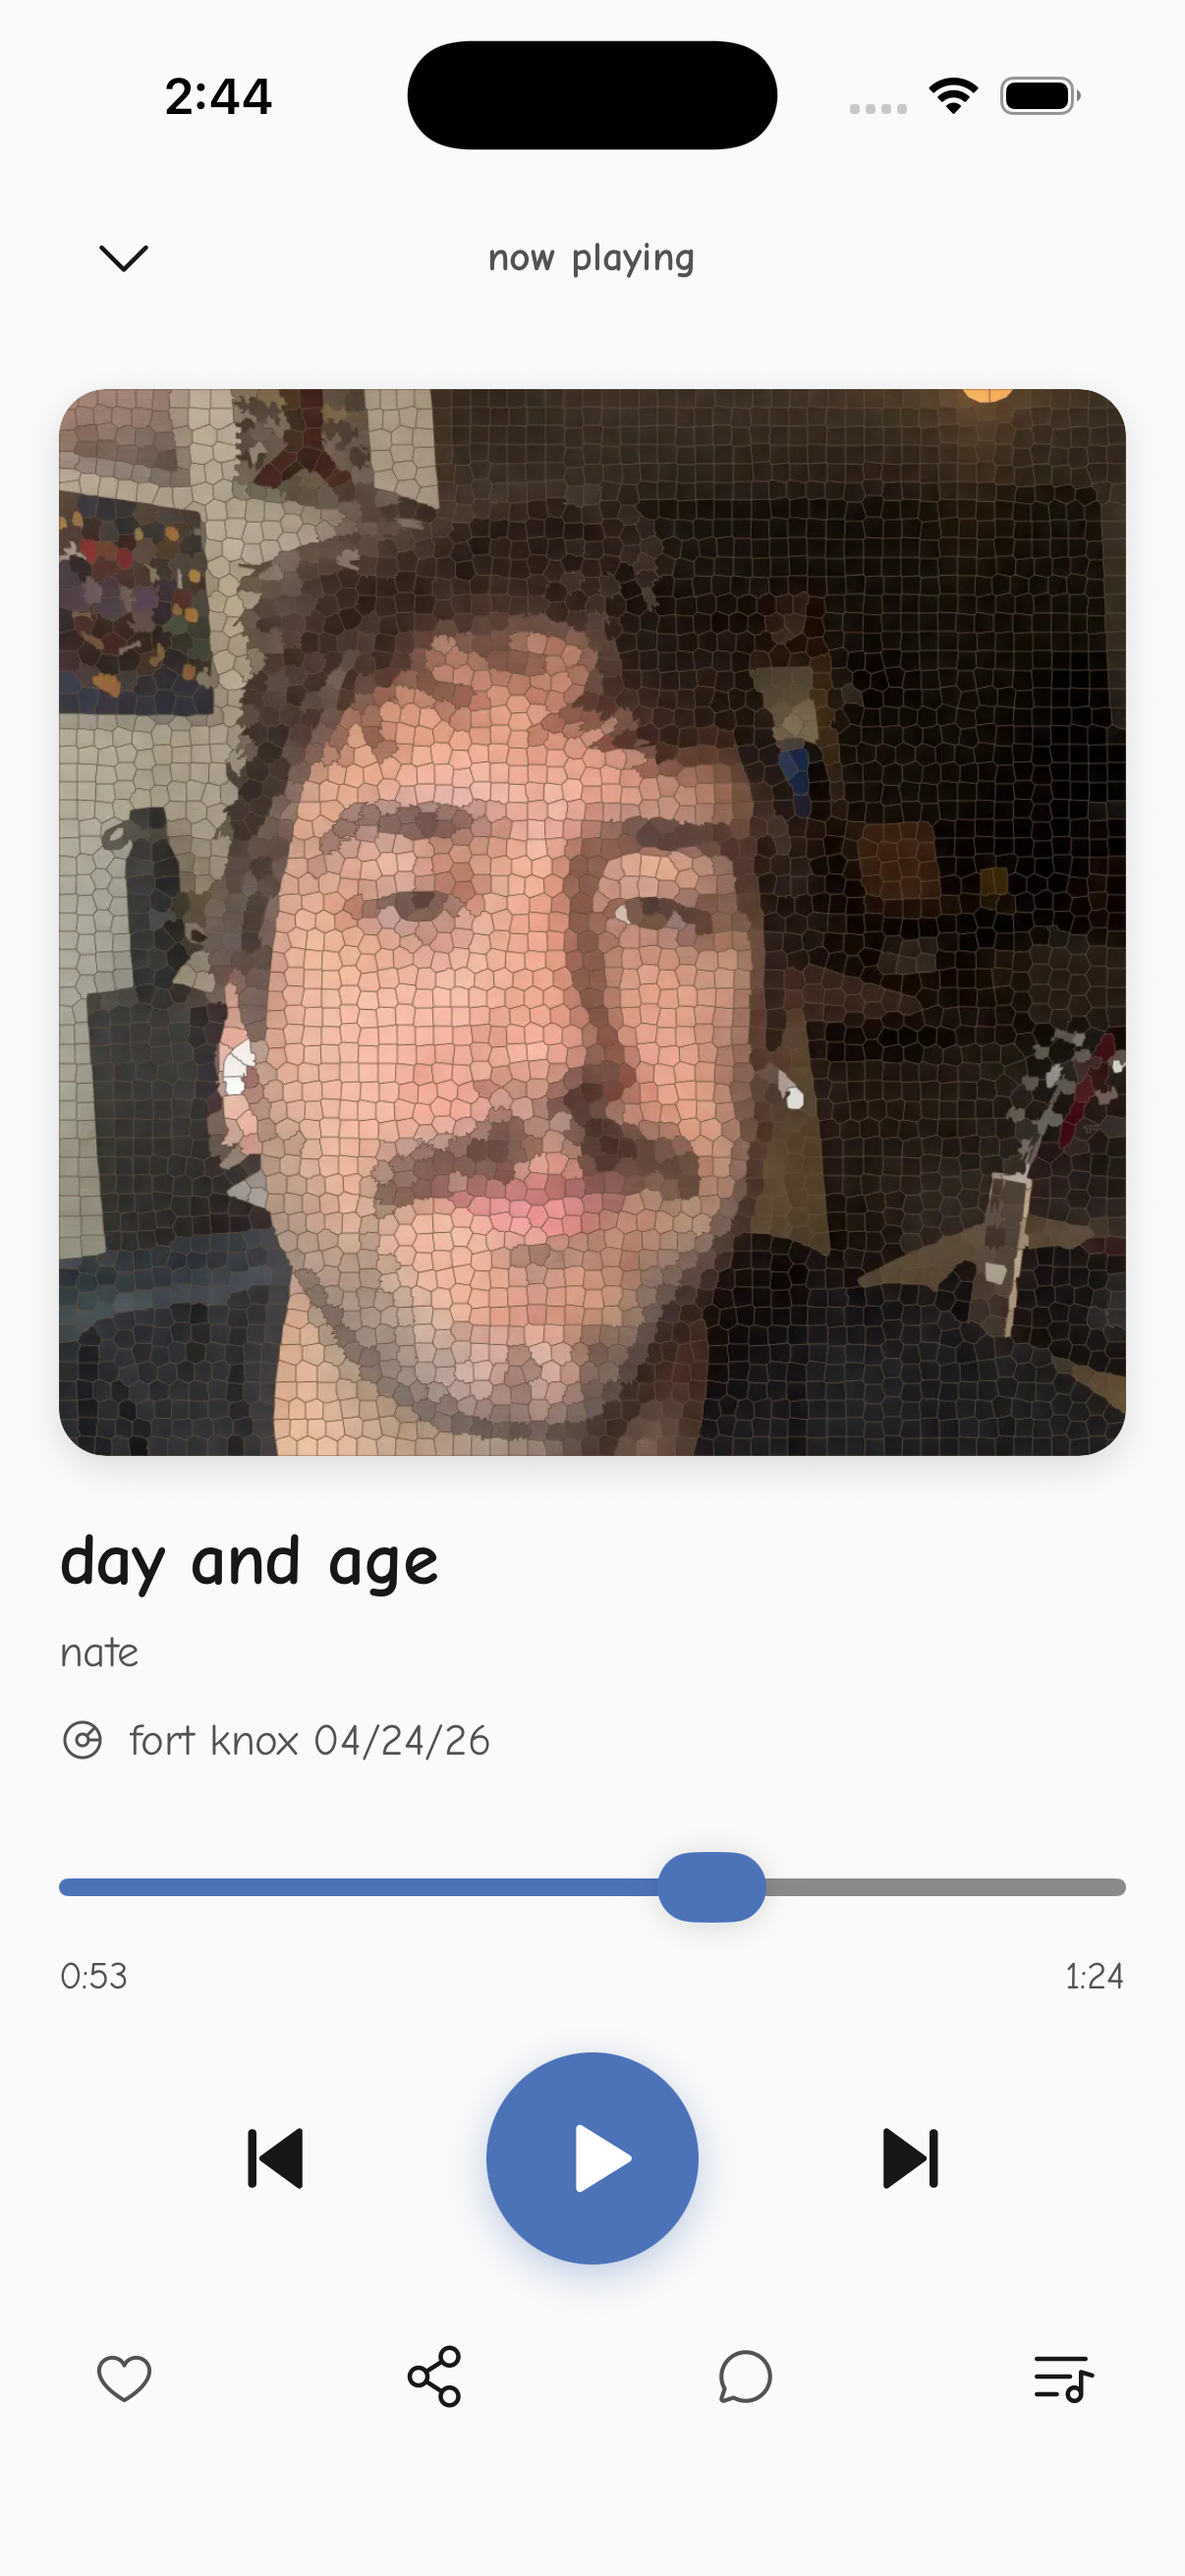 2:44
now playing
day and age
nate
fort knox 04/24/26
0:53
1:24